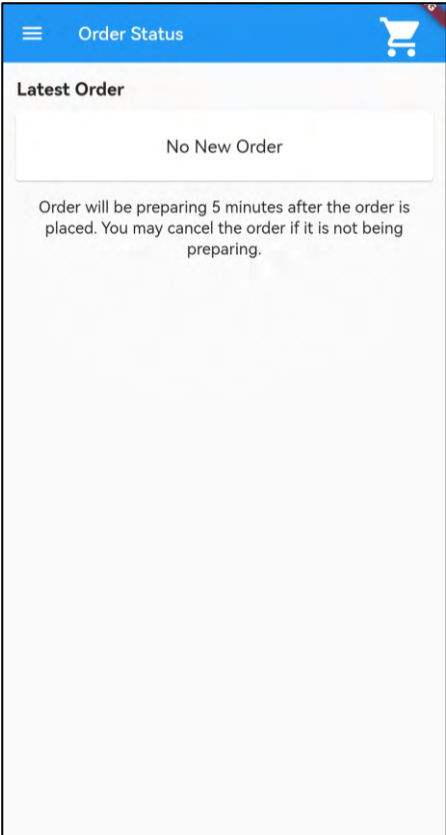 Order Status
G
Latest Order
No New Order
Order will be preparing 5 minutes after the order is
placed. You may cancel the order if it is not being
preparing.